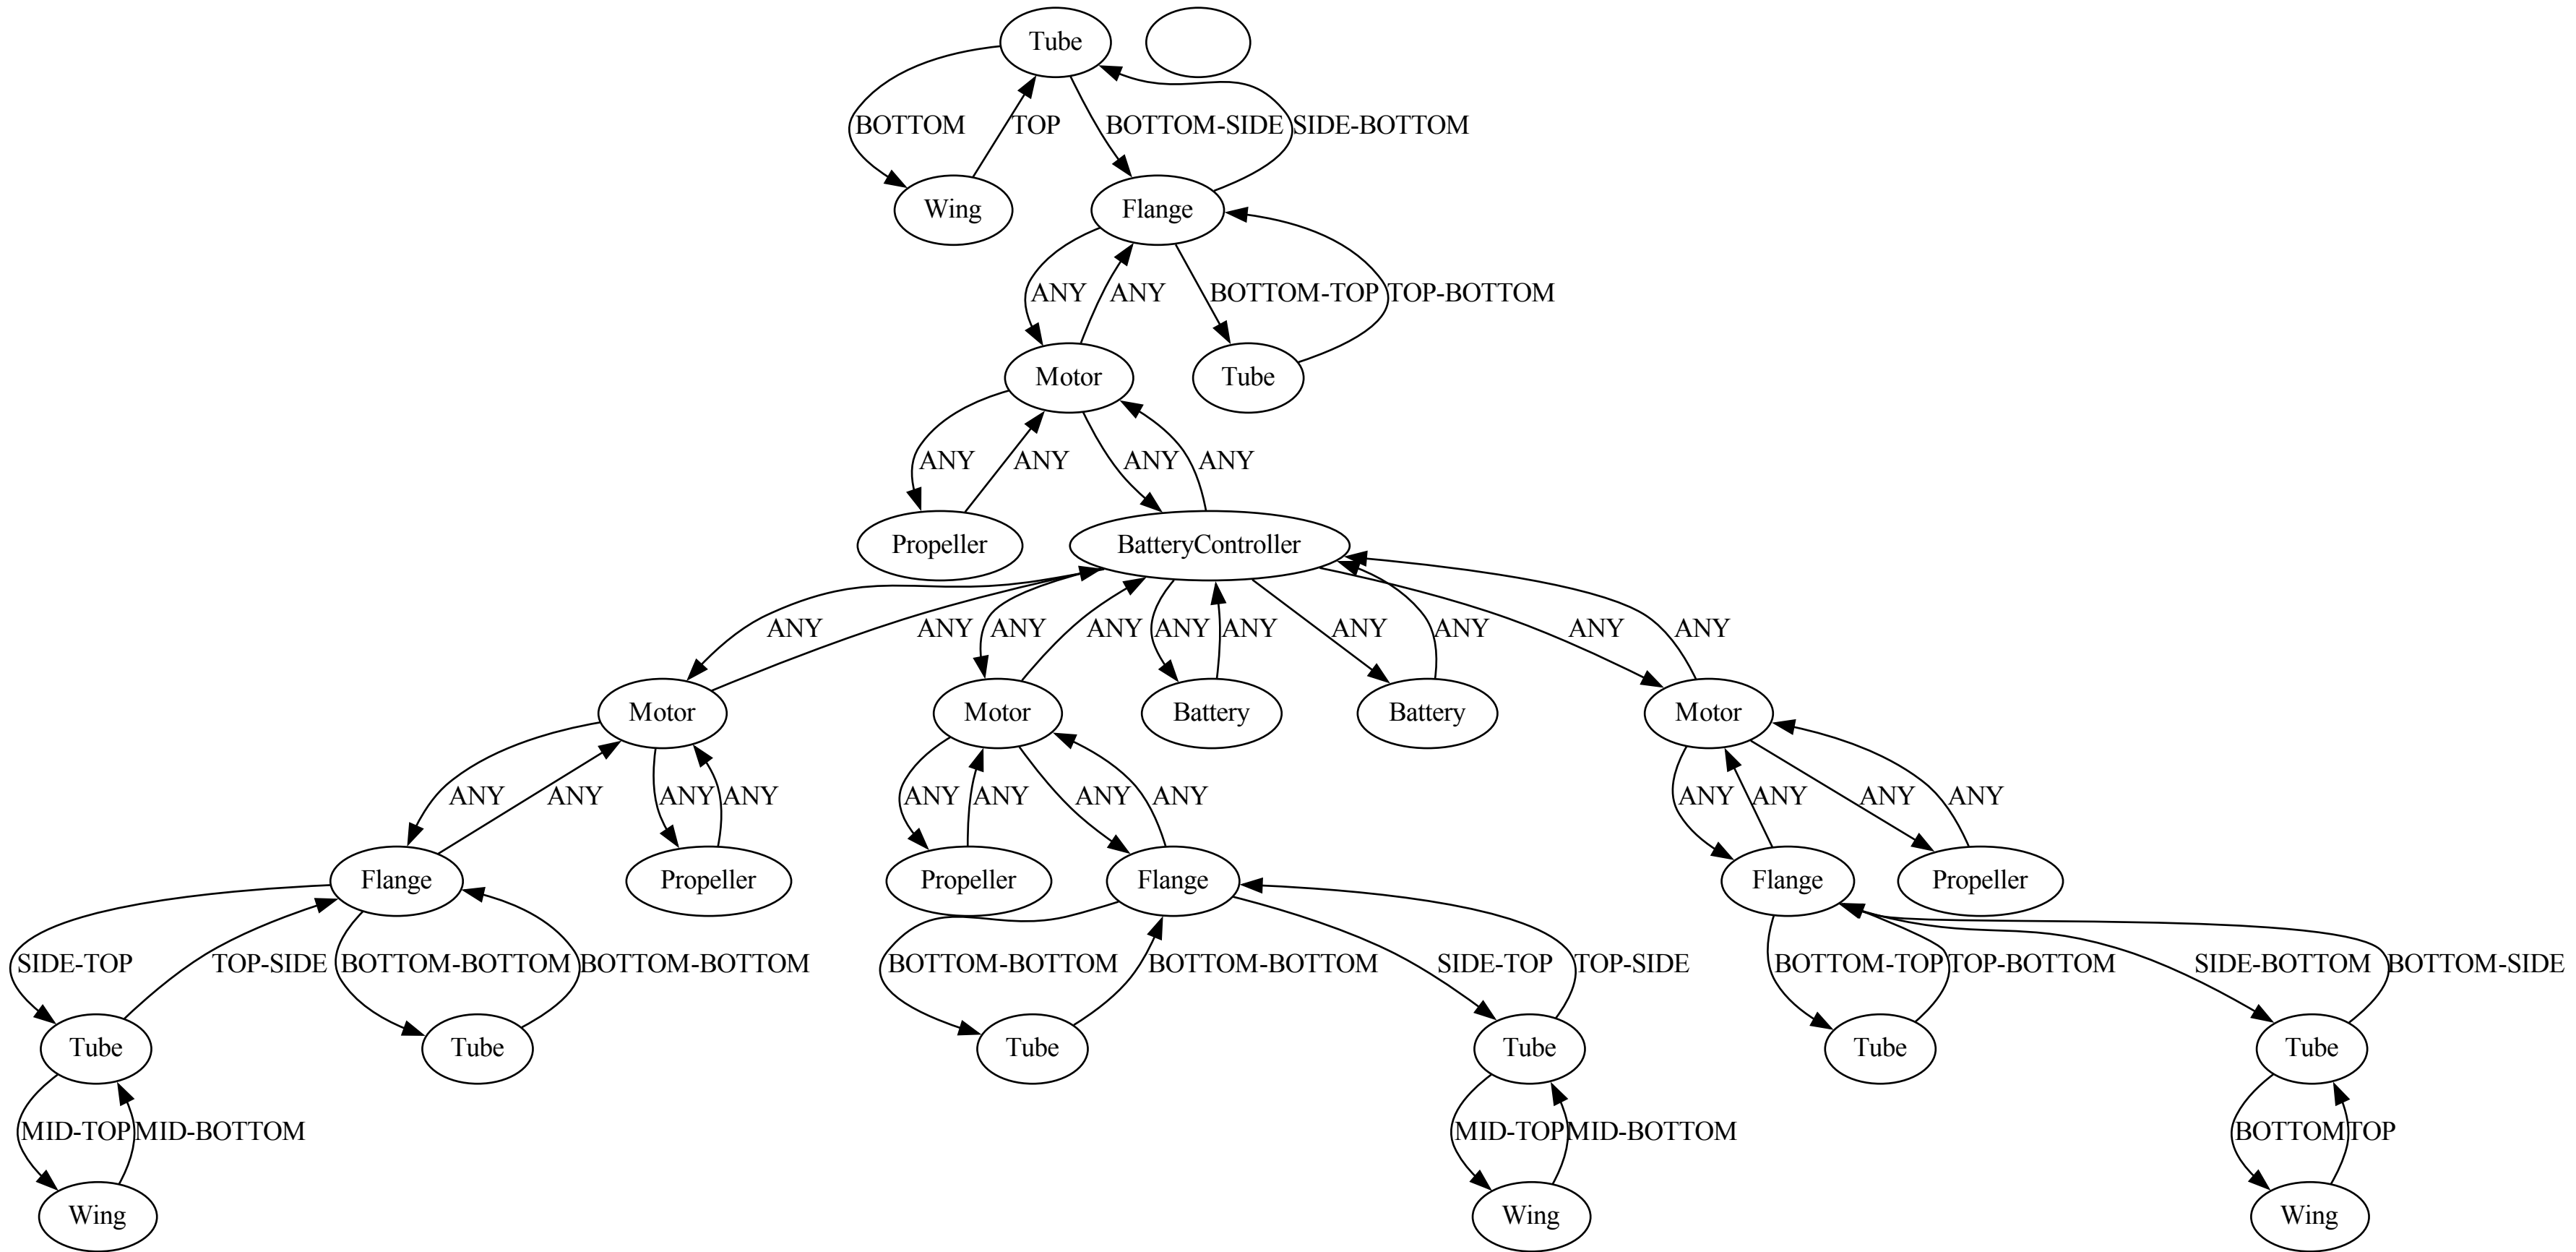 Tube
BOTTOM TOP BOTTOM-SIDE SIDE-BOTTOM
Wing Flange
ANY ANY BOTTOM-TOP TOP-BOTTOM
Motor Tube
ANY ANY ANY ANY
Propeller BatteryController
ANY ANY ANY ANY ANY ANY ANY ANY ANY ANY
Motor Motor Battery Battery Motor
ANY ANY ANY ANY ANY ANY ANY ANY ANY ANY ANY ANY
Flange Propeller Propeller Flange Flange Propeller
SIDE-TOP TOP-SIDE BOTTOM-BOTTOM BOTTOM-BOTTOM BOTTOM-BOTTOM BOTTOM-BOTTOM SIDE-TOP TOP-SIDE BOTTOM-TOP TOP-BOTTOM SIDE-BOTTOM BOTTOM-SIDE
Tube Tube Tube Tube Tube Tube
MID-TOP MID-BOTTOM MID-TOP MID-BOTTOM BOTTOM TOP
Wing Wing Wing